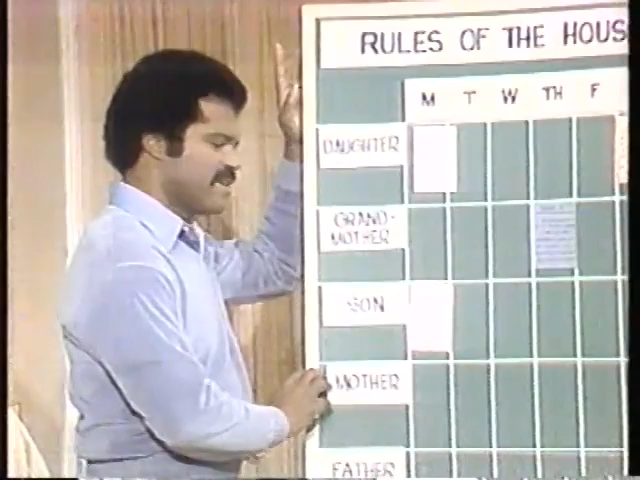 RULES OF THE HOUS
M T W TH F
DAUGHTER
GRAND-
MOTHER
SON
MOTHER
FATHER